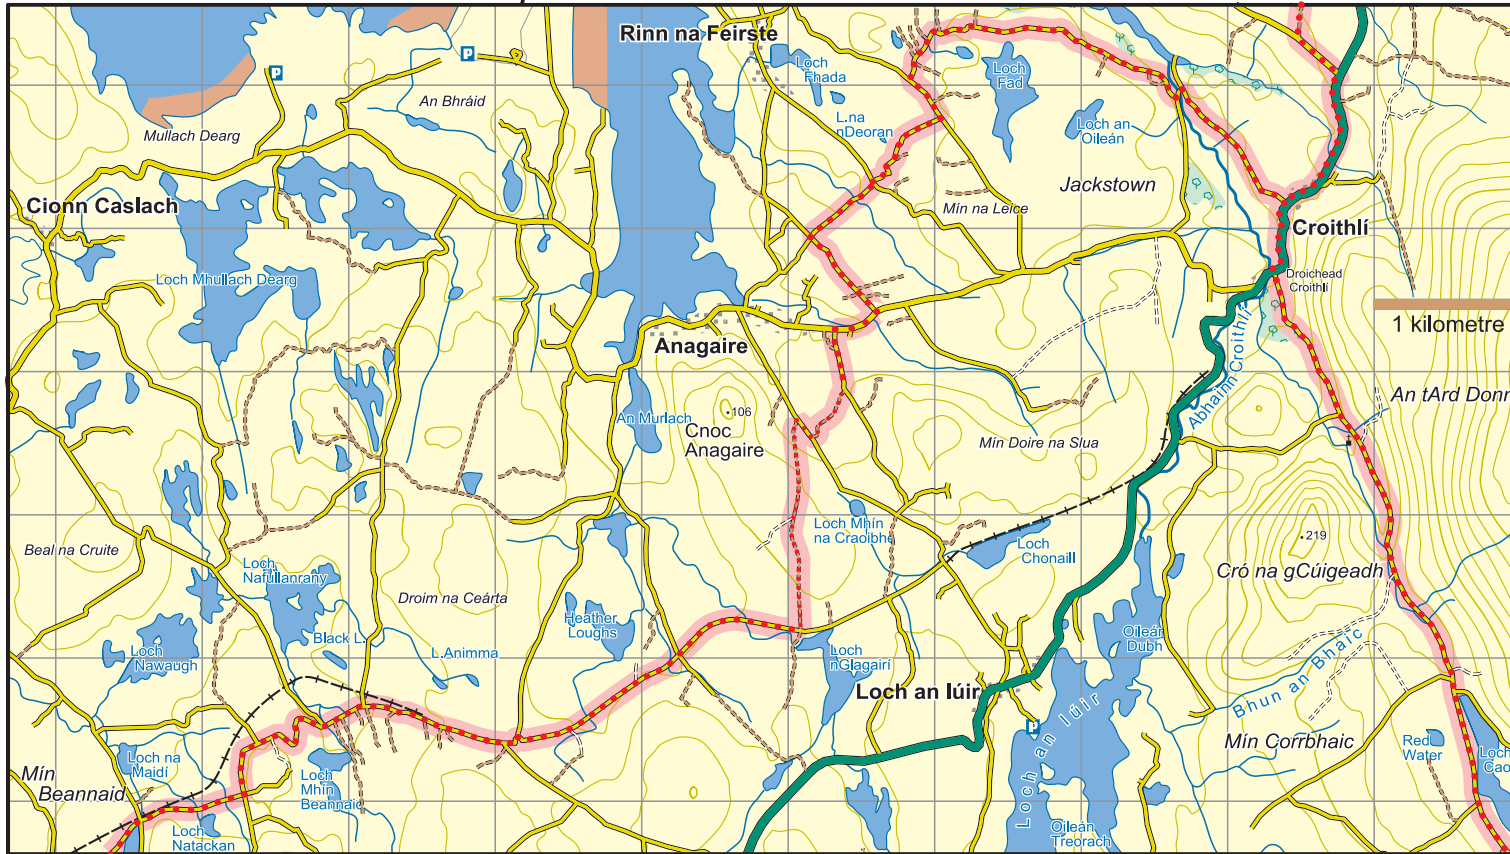 Rinn na Feirste
P
P
An Bhráid
Mullach Dearg
Loch
Fhada
Loch
Fad
L.na
nDeoran
Loch an
Oileán
Jackstown
Mín na Leice
Cionn Caslach
Croithlí
Loch Mhullach Dearg
Droichead
Croithlí
1 kilometre
Anagaire
Abhainn Croithlí
An tArd Donn
An Murlach
106
Cnoc
Anagaire
Mín Doire na Slua
Loch Mhín
na Craoibhe
Loch
Chonaill
219
Cró na gCúigeadh
Beal na Cruite
Loch
Nafullanrany
Droim na Ceárta
Heather
Loughs
Black L.
L.Animma
Loch
Nawaugh
Oileán
Dubh
Bhun an Bhaic
Loch
nGlagairí
Loch an Iúir
P
Loch an Iúir
Mín Corrbhaic
Red
Water
Loch
Cao
Loch na
Maidí
Mín
Beannaid
Loch
Mhín
Beannaid
Loch
Natackan
Oileán
Treorach